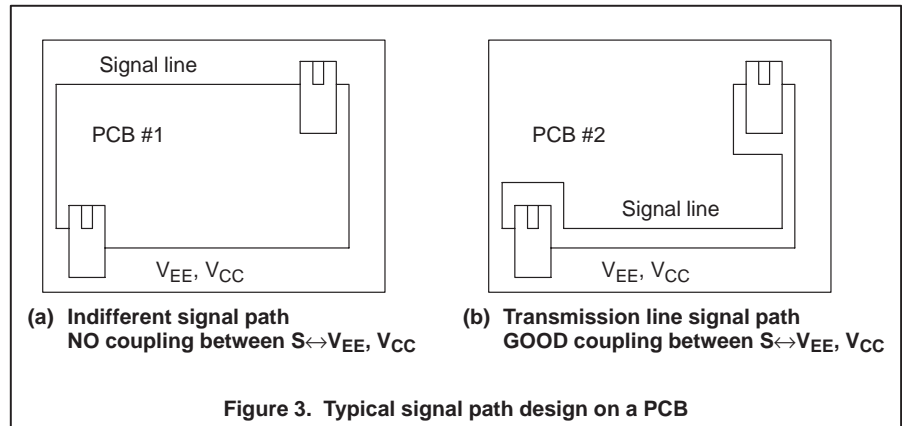 Signal line
PCB #1
V_EE, V_CC
(a) Indifferent signal path
NO coupling between S↔V_EE, V_CC
PCB #2
Signal line
V_EE, V_CC
(b) Transmission line signal path
GOOD coupling between S↔V_EE, V_CC
Figure 3. Typical signal path design on a PCB